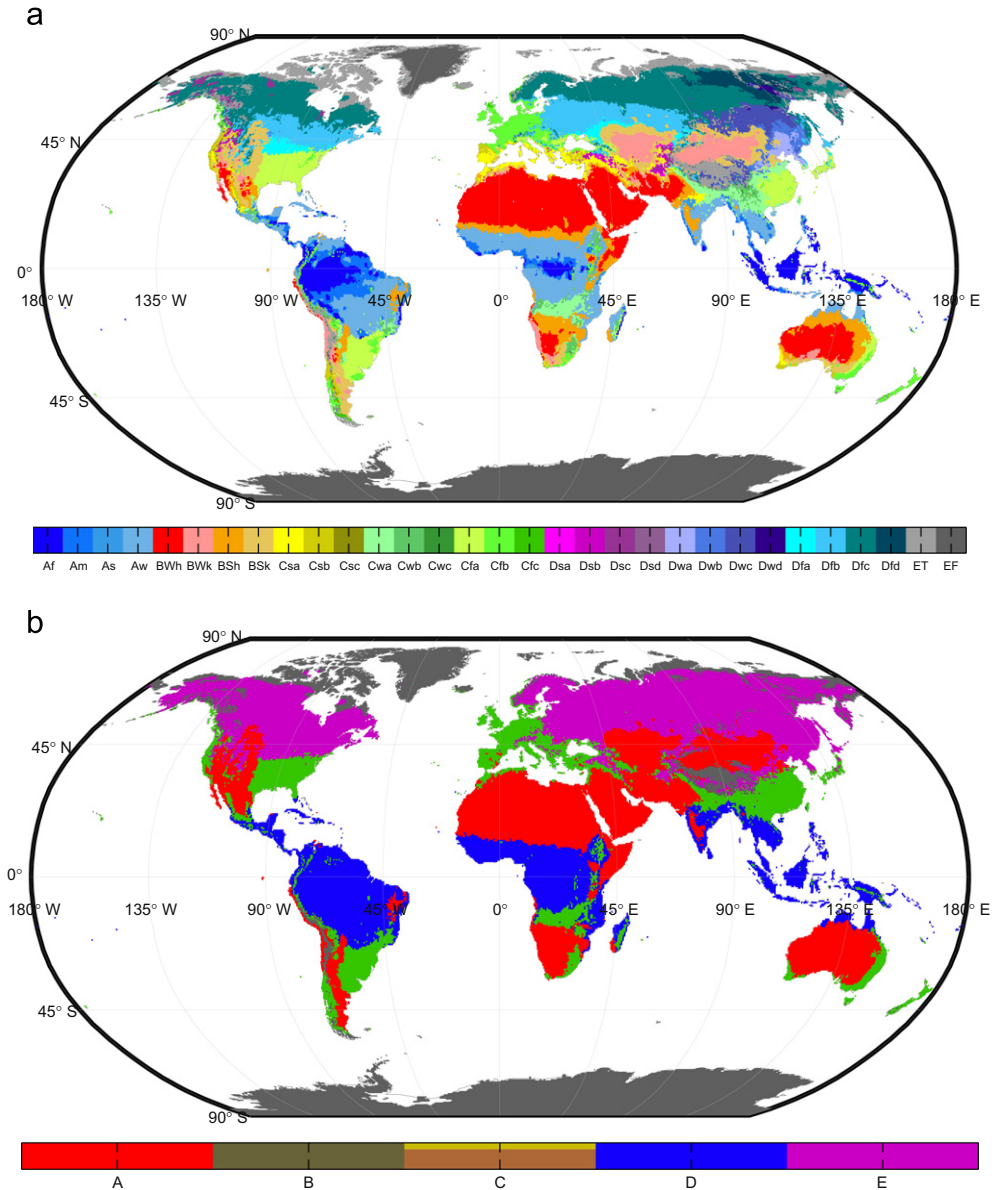 a
90° N
45° N
0°
180° W 135° W 90° W 45° W 0° 45° E 90° E 135° E 180° E
45° S
90° S
Af Am As Aw BWh BWk BSh BSk Csa Csb Csc Cwa Cwb Cwc Cfa Cfb Cfc Dsa Dsb Dsc Dsd Dwa Dwb Dwc Dwd Dfa Dfb Dfc Dfd ET EF
b
90° N
45° N
0°
180° W 135° W 90° W 45° W 0° 45° E 90° E 135° E 180° E
45° S
90° S
A B C D E